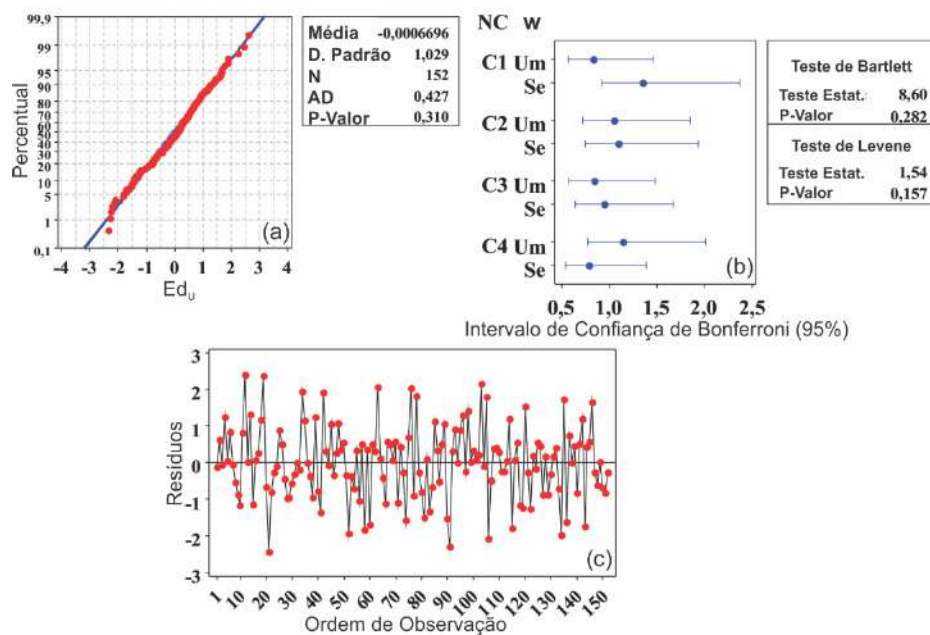 99,9
99
95
90
80
70
60
50
40
30
20
10
5
1
0,1
Percentual
-4 -3 -2 -1 0 1 2 3 4
Ed_U
(a)
Média -0,0006696
D. Padrão 1,029
N 152
AD 0,427
P-Valor 0,310
NC W
C1 Um
Se
C2 Um
Se
C3 Um
Se
C4 Um
Se
(b)
0,5 1,0 1,5 2,0 2,5
Intervalo de Confiança de Bonferroni (95%)
Teste de Bartlett
Teste Estat. 8,60
P-Valor 0,282
Teste de Levene
Teste Estat. 1,54
P-Valor 0,157
3
2
1
0
-1
-2
-3
Resíduos
(c)
1 10 20 30 40 50 60 70 80 90 100 110 120 130 140 150
Ordem de Observação